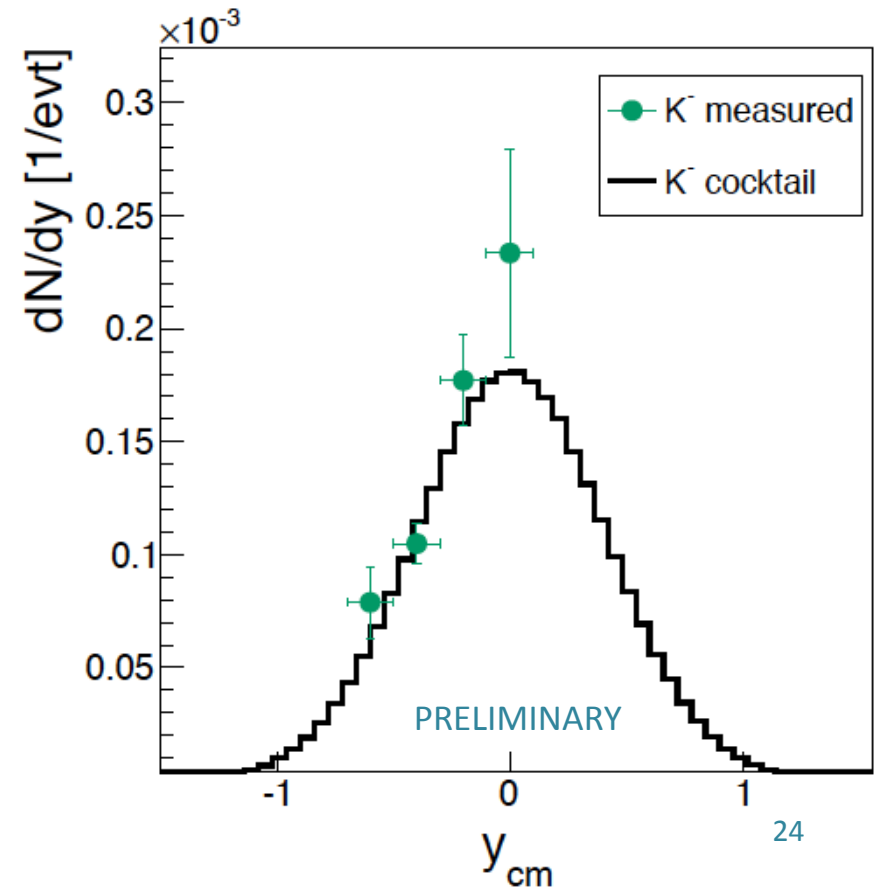 ×10⁻³
dN/dy [1/evt]
0.3
0.25
0.2
0.15
0.1
0.05
K⁻ measured
K⁻ cocktail
PRELIMINARY
-1 0 1
y_cm
24